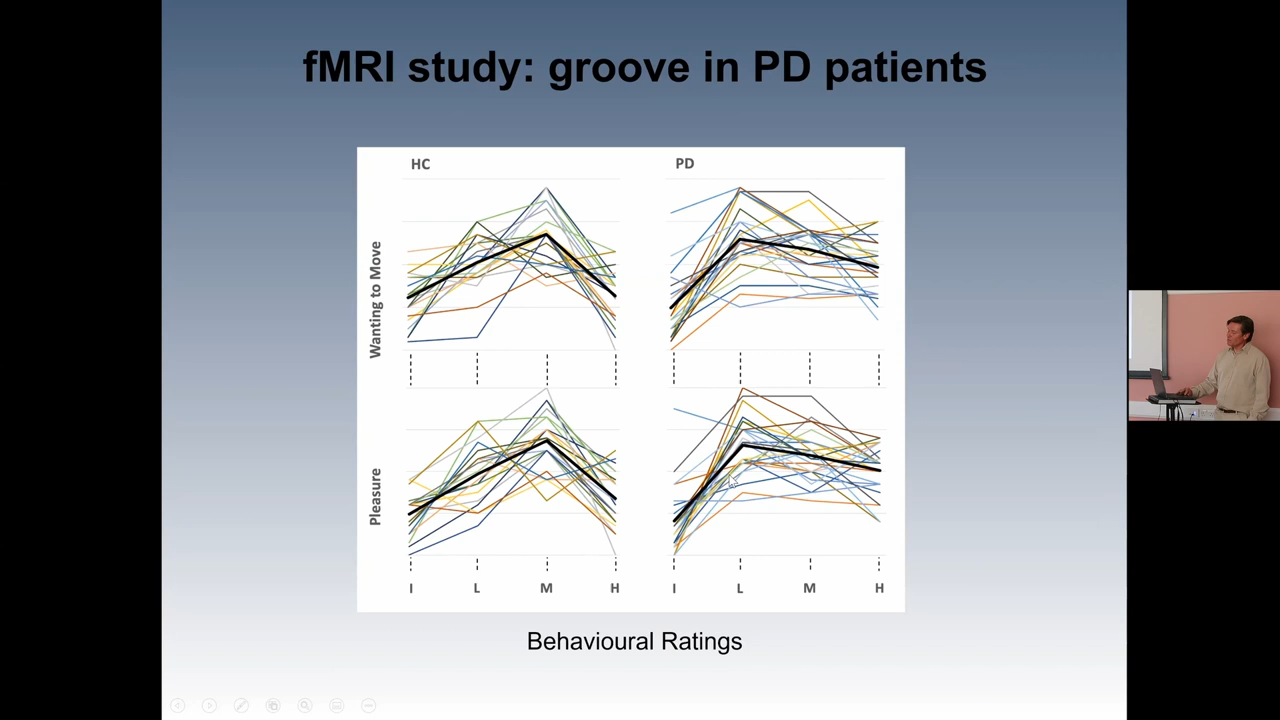 fMRI study: groove in PD patients
HC
PD
Wanting to Move
Pleasure
I L M H
I L M H
Behavioural Ratings